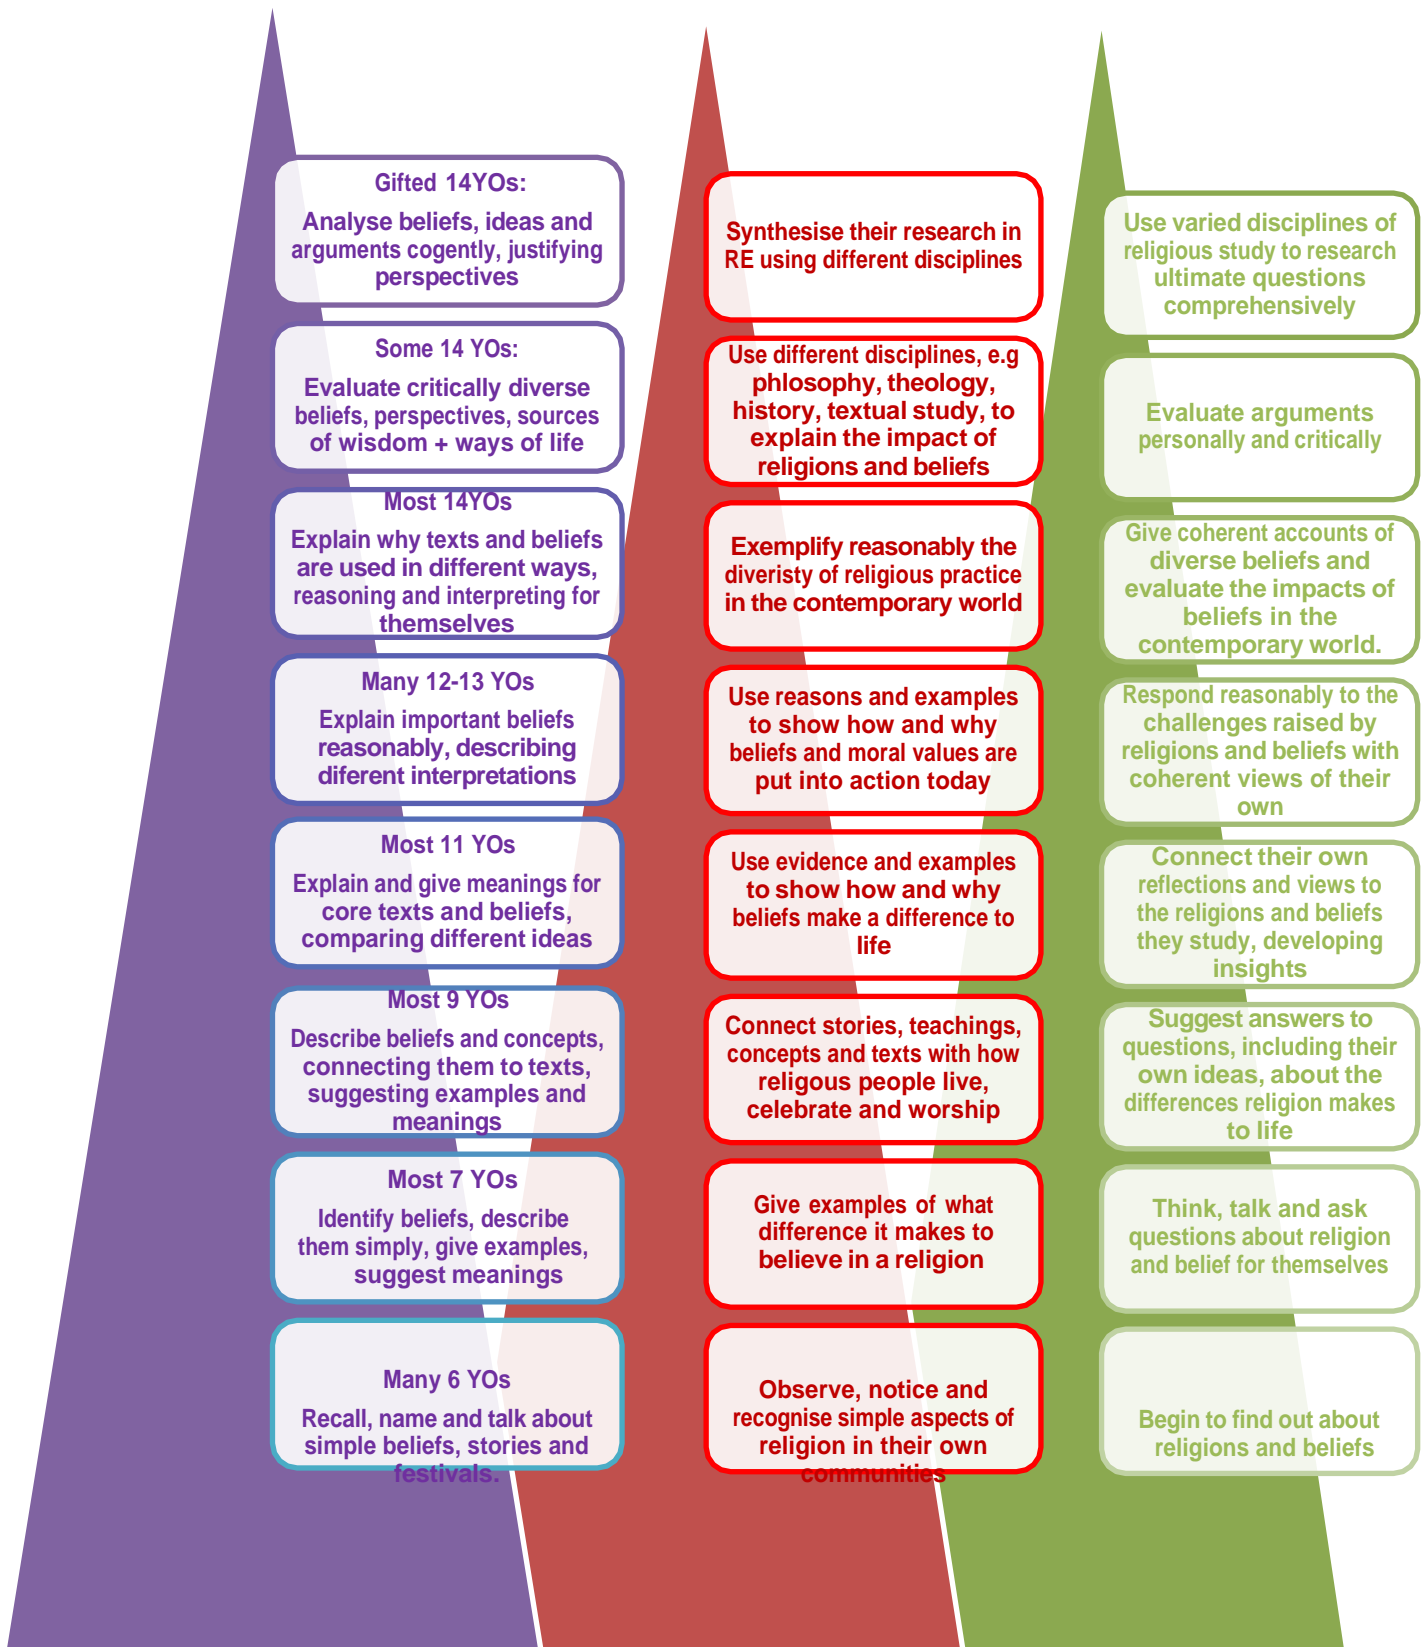 Gifted 14YOs:
Analyse beliefs, ideas and
arguments cogently, justifying
perspectives
Some 14 YOs:
Evaluate critically diverse
beliefs, perspectives, sources
of wisdom + ways of life
Most 14YOs
Explain why texts and beliefs
are used in different ways,
reasoning and interpreting for
themselves
Many 12-13 YOs
Explain important beliefs
reasonably, describing
diferent interpretations
Most 11 YOs
Explain and give meanings for
core texts and beliefs,
comparing different ideas
Most 9 YOs
Describe beliefs and concepts,
connecting them to texts,
suggesting examples and
meanings
Most 7 YOs
Identify beliefs, describe
them simply, give examples,
suggest meanings
Many 6 YOs
Recall, name and talk about
simple beliefs, stories and
festivals.
Synthesise their research in
RE using different disciplines
Use different disciplines, e.g
phlosophy, theology,
history, textual study, to
explain the impact of
religions and beliefs
Exemplify reasonably the
diveristy of religious practice
in the contemporary world
Use reasons and examples
to show how and why
beliefs and moral values are
put into action today
Use evidence and examples
to show how and why
beliefs make a difference to
life
Connect stories, teachings,
concepts and texts with how
religous people live,
celebrate and worship
Give examples of what
difference it makes to
believe in a religion
Observe, notice and
recognise simple aspects of
religion in their own
communities
Use varied disciplines of
religious study to research
ultimate questions
comprehensively
Evaluate arguments
personally and critically
Give coherent accounts of
diverse beliefs and
evaluate the impacts of
beliefs in the
contemporary world.
Respond reasonably to the
challenges raised by
religions and beliefs with
coherent views of their
own
Connect their own
reflections and views to
the religions and beliefs
they study, developing
insights
Suggest answers to
questions, including their
own ideas, about the
differences religion makes
to life
Think, talk and ask
questions about religion
and belief for themselves
Begin to find out about
religions and beliefs